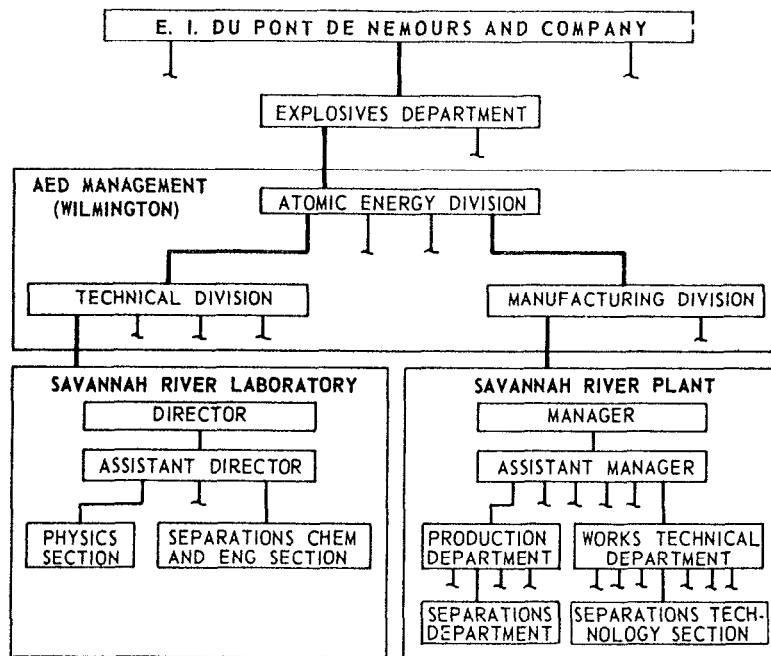 E. I. DU PONT DE NEMOURS AND COMPANY
EXPLOSIVES DEPARTMENT
AED MANAGEMENT
(WILMINGTON)
ATOMIC ENERGY DIVISION
TECHNICAL DIVISION
MANUFACTURING DIVISION
SAVANNAH RIVER LABORATORY
DIRECTOR
ASSISTANT DIRECTOR
PHYSICS
SECTION
SEPARATIONS CHEM
AND ENG SECTION
SAVANNAH RIVER PLANT
MANAGER
ASSISTANT MANAGER
PRODUCTION
DEPARTMENT
WORKS TECHNICAL
DEPARTMENT
SEPARATIONS
DEPARTMENT
SEPARATIONS TECH-
NOLOGY SECTION